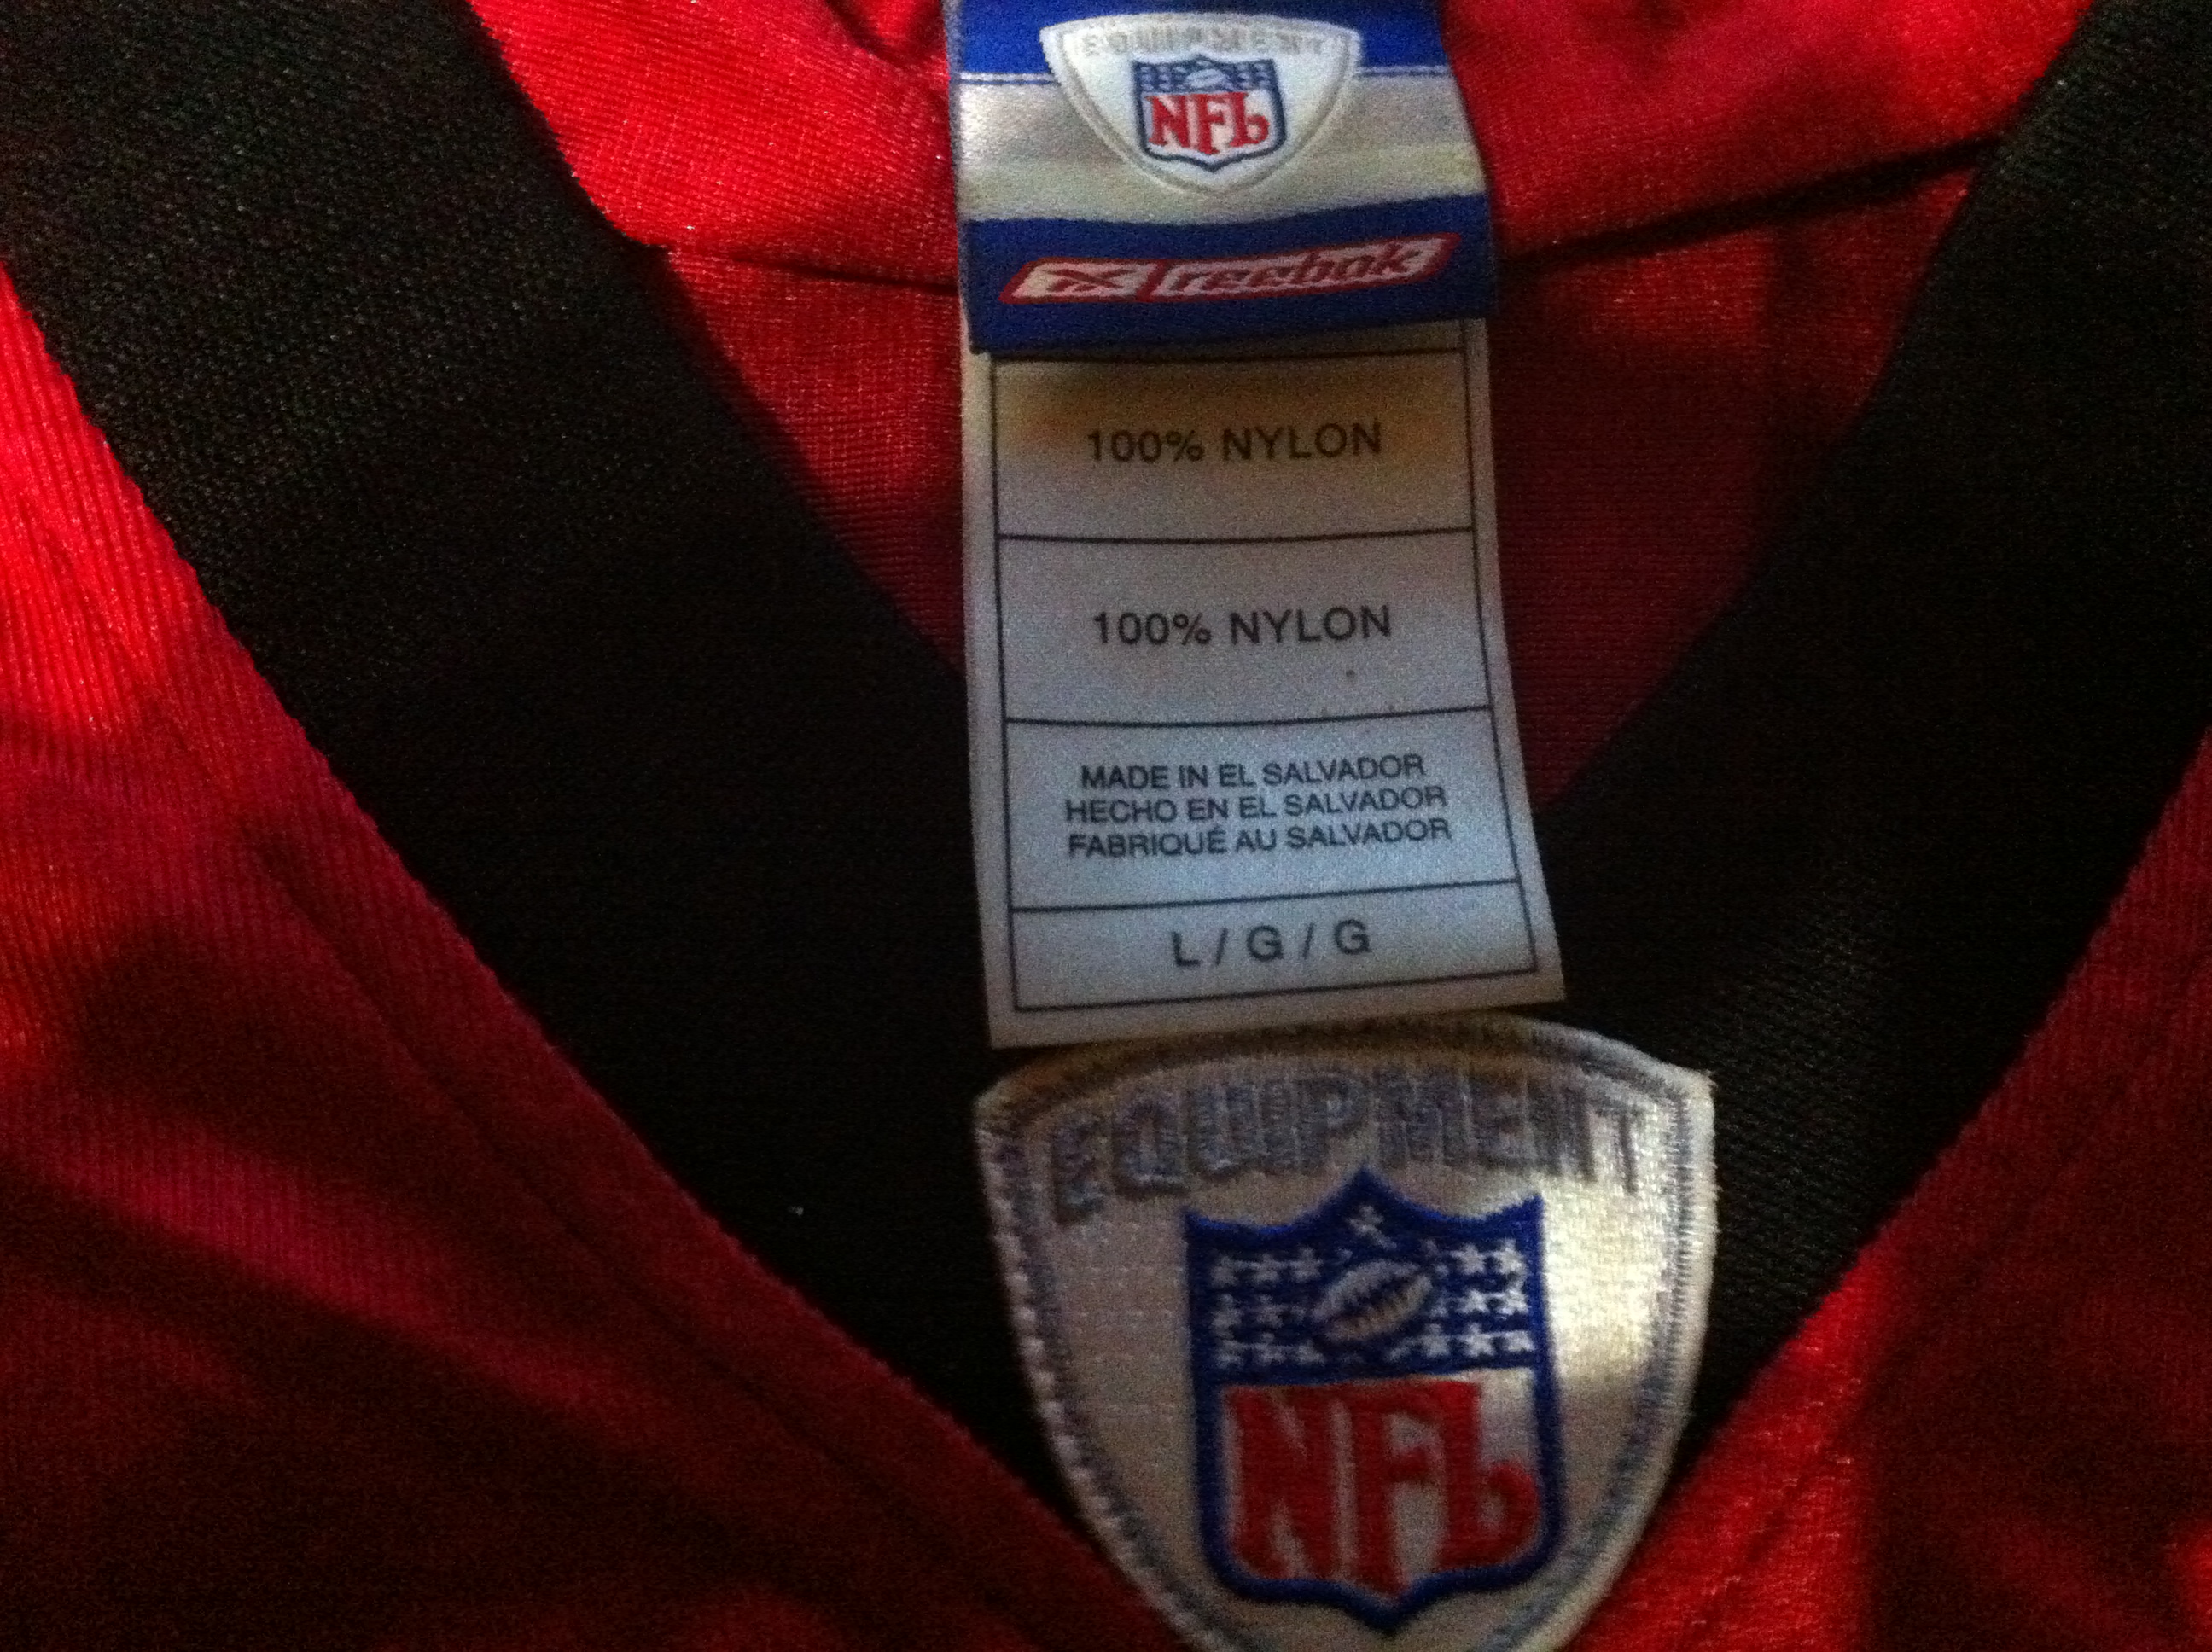 EQUIPMENT
NFL
Reebok
100% NYLON
100% NYLON
MADE IN EL SALVADOR
HECHO EN EL SALVADOR
FABRIQUÉ AU SALVADOR
L / G / G
EQUIPMENT
NFL